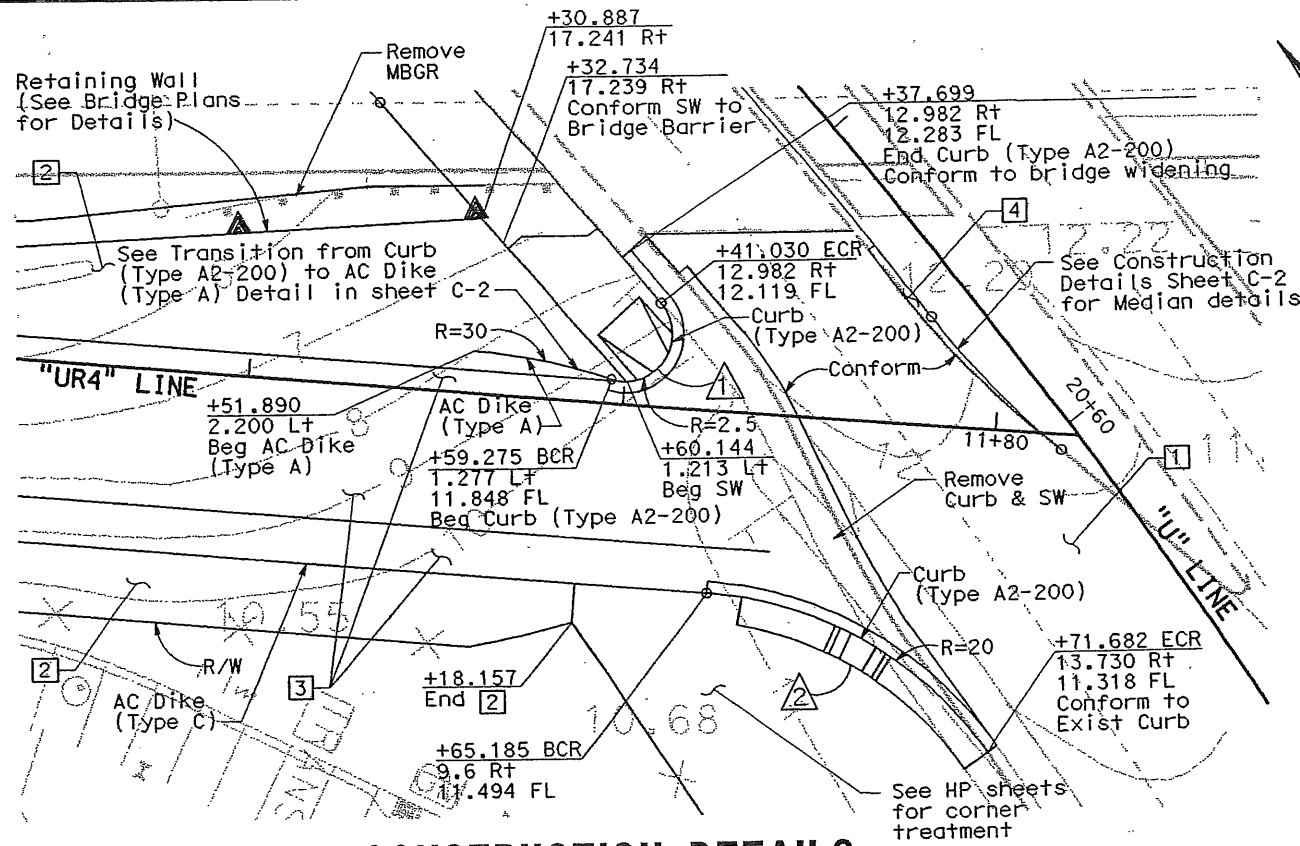 +30.887
17.241 Rt
Remove
MBGR
Retaining Wall
(See Bridge Plans
for Details)
+32.734
17.239 Rt
Conform SW to
Bridge Barrier
+37.699
12.982 Rt
12.283 FL
End Curb (Type A2-200)
Conform to bridge widening
2
4
12.22
See Transition from Curb
(Type A2-200) to AC Dike
(Type A) Detail in sheet C-2
+41.030 ECR
12.982 Rt
12.119 FL
See Construction
Details Sheet C-2
for Median details
R=30
Curb
(Type A2-200)
Conform
"UR4" LINE
1
20+60
+51.890
2.200 Lt
Beg AC Dike
(Type A)
AC Dike
(Type A)
R=2.5
11+80
+59.275 BCR
1.277 Lt
11.848 FL
Beg Curb (Type A2-200)
+60.144
1.213 Lt
Beg SW
1
Remove
Curb & SW
"U" LINE
Curb
(Type A2-200)
10.55
R/W
2
3
AC Dike
(Type C)
+18.157
End 2
R=20
2
10.68
+71.682 ECR
13.730 Rt
11.318 FL
Conform to
Exist Curb
+65.185 BCR
9.6 Rt
11.494 FL
See HP sheets
for corner
treatment
CONSTRUCTION DETAILS